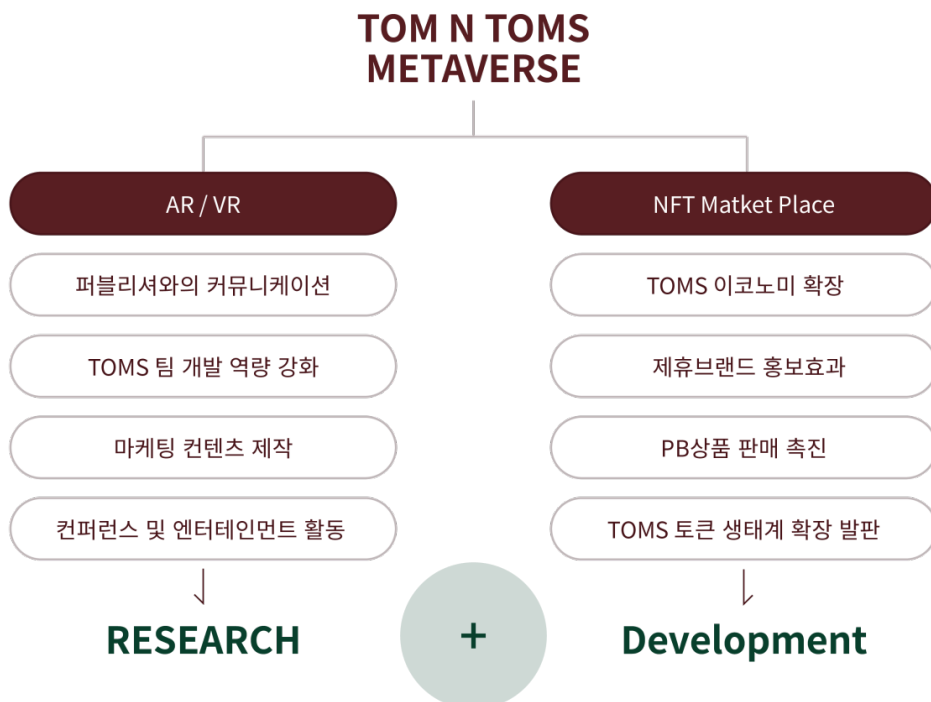 TOM N TOMS
METAVERSE
AR / VR
퍼블리셔와의 커뮤니케이션
TOMS 팀 개발 역량 강화
마케팅 컨텐츠 제작
컨퍼런스 및 엔터테인먼트 활동
RESEARCH
+
NFT Matket Place
TOMS 이코노미 확장
제휴브랜드 홍보효과
PB상품 판매 촉진
TOMS 토큰 생태계 확장 발판
Development